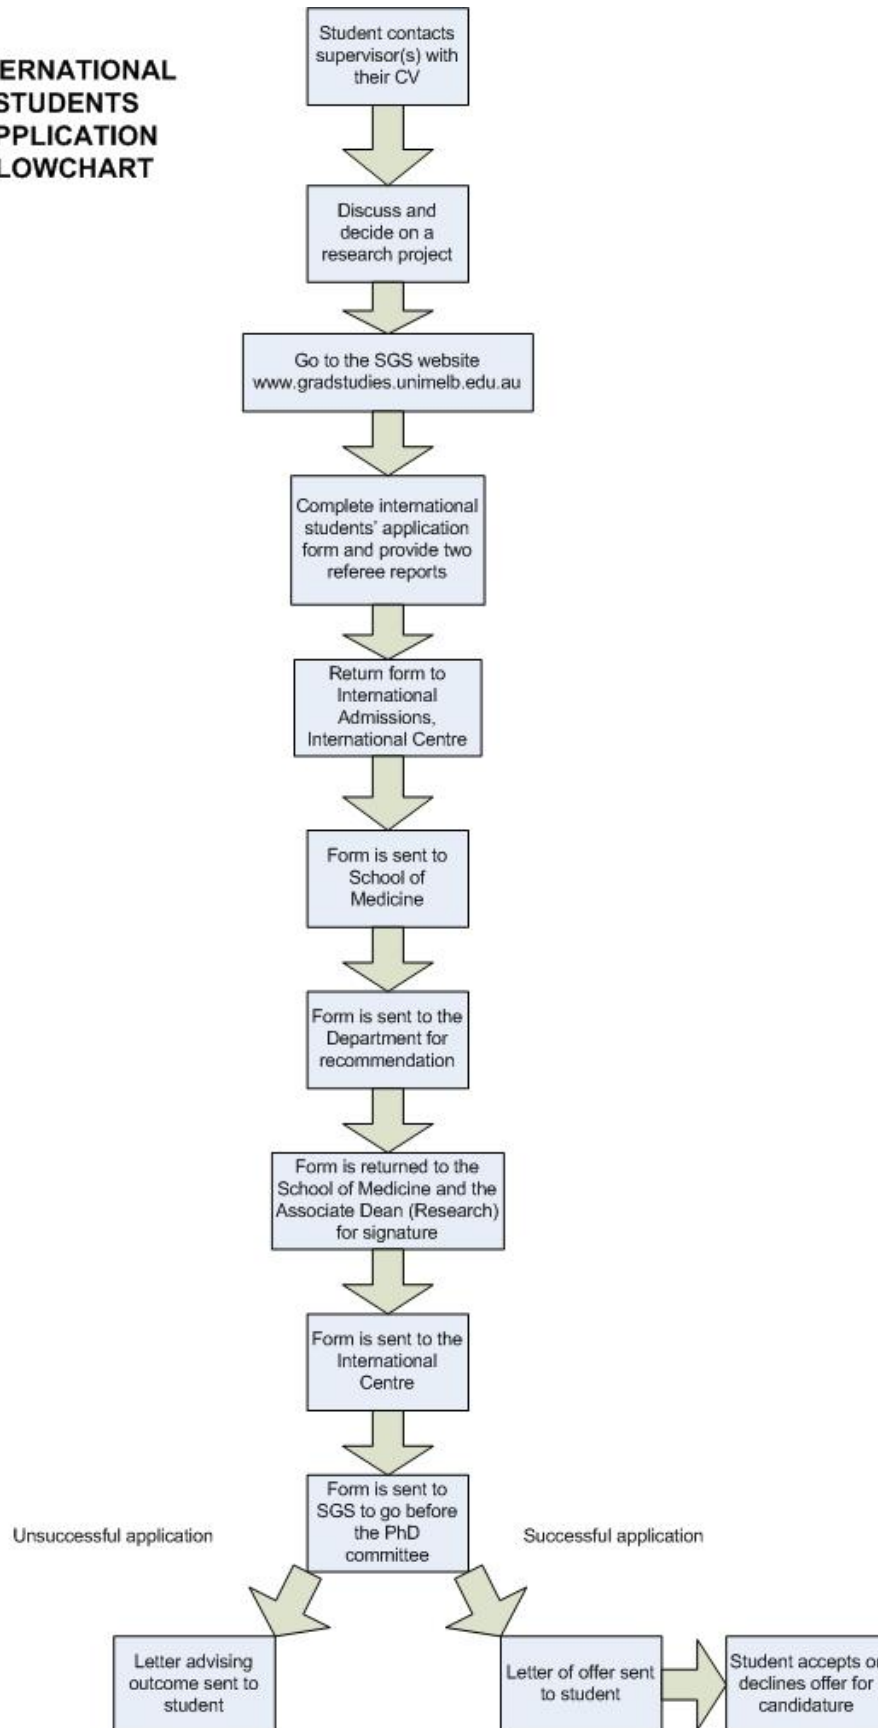 ERNATIONAL
STUDENTS
PPLICATION
LOWCHART
Student contacts
supervisor(s) with
their CV
Discuss and
decide on a
research project
Go to the SGS website
www.gradstudies.unimelb.edu.au
Complete international
students' application
form and provide two
referee reports
Return form to
International
Admissions,
International Centre
Form is sent to
School of
Medicine
Form is sent to the
Department for
recommendation
Form is returned to the
School of Medicine and the
Associate Dean (Research)
for signature
Form is sent to the
International
Centre
Form is sent to
SGS to go before
the PhD
committee
Unsuccessful application
Successful application
Letter advising
outcome sent to
student
Letter of offer sent
to student
Student accepts or
declines offer for
candidature